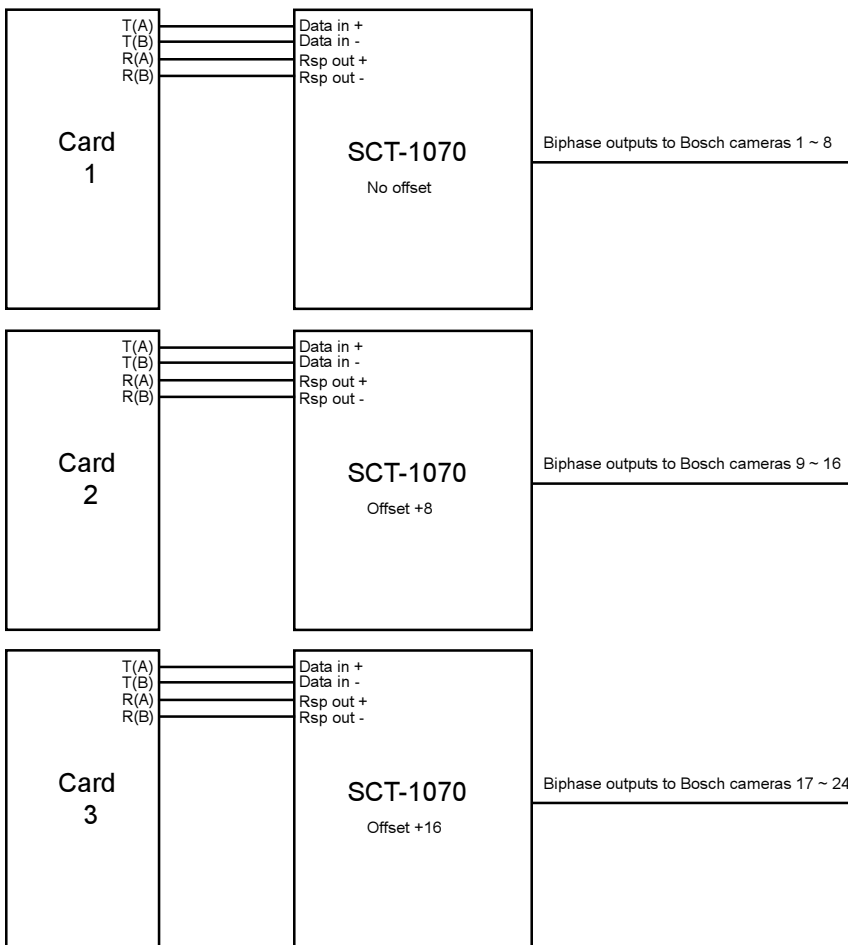 T(A)
T(B)
R(A)
R(B)
Data in +
Data in -
Rsp out +
Rsp out -
Card
1
SCT-1070
No offset
Biphase outputs to Bosch cameras 1 ~ 8
T(A)
T(B)
R(A)
R(B)
Data in +
Data in -
Rsp out +
Rsp out -
Card
2
SCT-1070
Offset +8
Biphase outputs to Bosch cameras 9 ~ 16
T(A)
T(B)
R(A)
R(B)
Data in +
Data in -
Rsp out +
Rsp out -
Card
3
SCT-1070
Offset +16
Biphase outputs to Bosch cameras 17 ~ 24